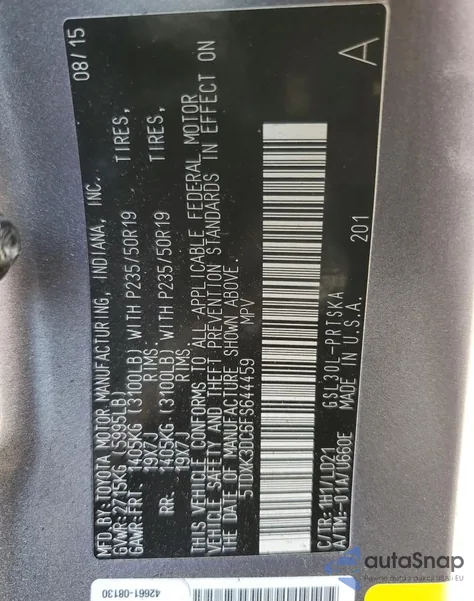 MFD.BY:TOYOTA MOTOR MANUFACTURING, INDIANA, INC. 08/15
GVWR:2715KG (5995LB)
GAWR:FRT 1405KG (3100LB) WITH P235/50R19 TIRES,
19X7J RIMS.
RR: 1405KG (3100LB) WITH P235/50R19 TIRES,
19X7J RIMS.
THIS VEHICLE CONFORMS TO ALL APPLICABLE FEDERAL MOTOR
VEHICLE SAFETY AND THEFT PREVENTION STANDARDS IN EFFECT ON
THE DATE OF MANUFACTURE SHOWN ABOVE.
5TDXK3DC6FS644459 MPV
A
C/TR:1H1/LD21 GSL30L-PRTSKA 201
A/TM:-01A/U660E MADE IN U.S.A.
42661-08130
autoSnap